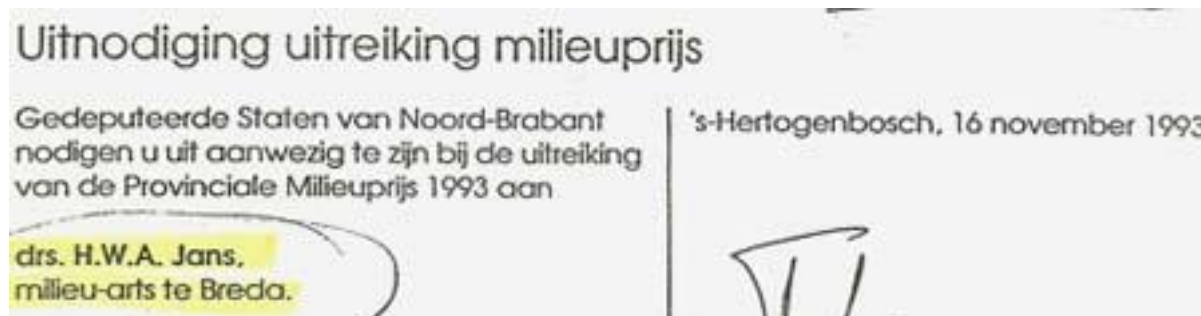 Uitnodiging uitreiking milieuprijs
Gedeputeerde Staten van Noord-Brabant
nodigen u uit aanwezig te zijn bij de uitreiking
van de Provinciale Milieuprijs 1993 aan
drs. H.W.A. Jans,
milieu-arts te Breda.
's-Hertogenbosch, 16 november 1993